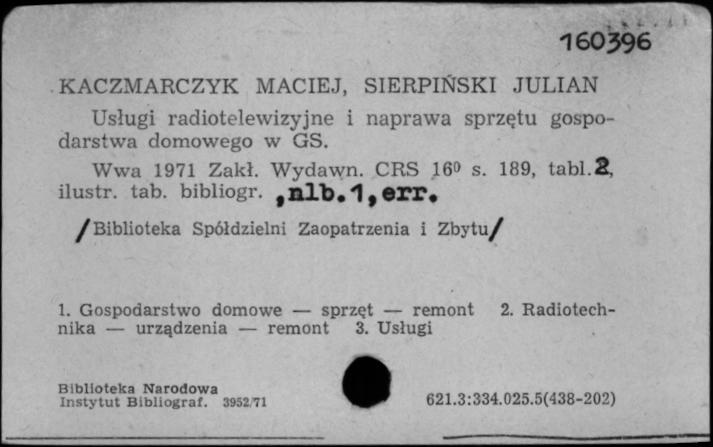 160396
KACZMARCZYK MACIEJ, SIERPIŃSKI JULIAN
Usługi radiotelewizyjne i naprawa sprzętu gospo-
darstwa domowego w GS.
Wwa 1971 Zakł. Wydawn. CRS 16⁰ s. 189, tabl. 2,
ilustr. tab. bibliogr. , nlb. 1, err.
/Biblioteka Spółdzielni Zaopatrzenia i Zbytu/
1. Gospodarstwo domowe — sprzęt — remont 2. Radiotech-
nika — urządzenia — remont 3. Usługi
Biblioteka Narodowa
Instytut Bibliograf. 3952/71
621.3:334.025.5(438-202)